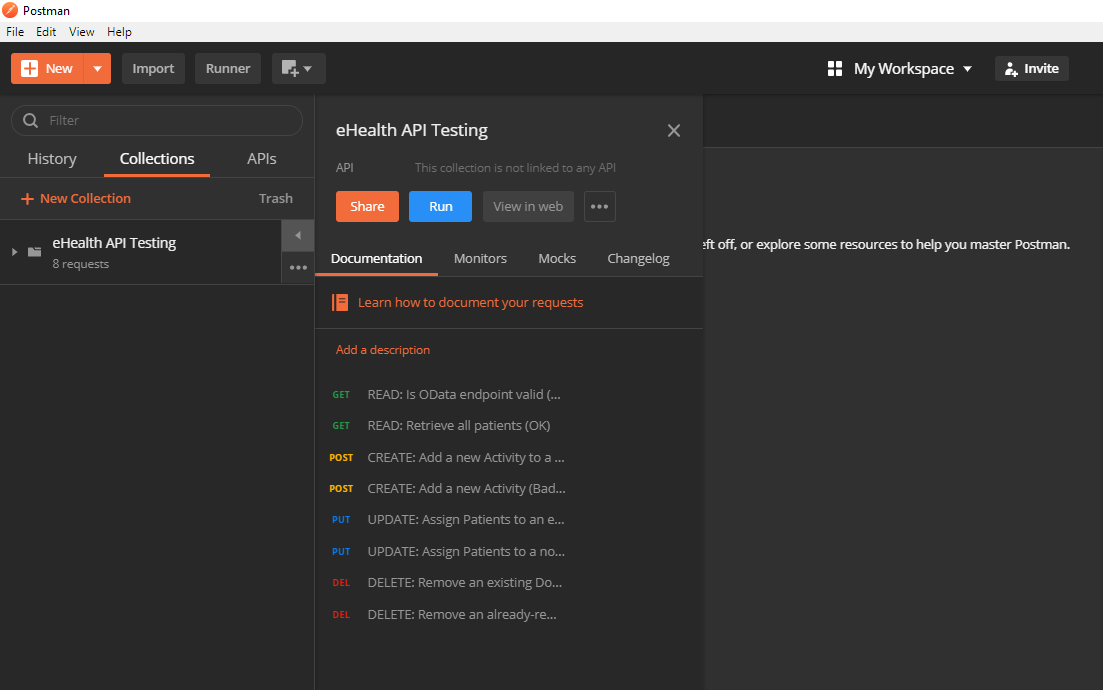 Postman
File Edit View Help
New Import Runner My Workspace Invite
Filter
History Collections APIs
New Collection Trash
eHealth API Testing
8 requests
eHealth API Testing
API This collection is not linked to any API
Share Run View in web
Documentation Monitors Mocks Changelog
Learn how to document your requests
Add a description
GET READ: Is OData endpoint valid (...
GET READ: Retrieve all patients (OK)
POST CREATE: Add a new Activity to a ...
POST CREATE: Add a new Activity (Bad...
PUT UPDATE: Assign Patients to an e...
PUT UPDATE: Assign Patients to a no...
DEL DELETE: Remove an existing Do...
DEL DELETE: Remove an already-re...
eft off, or explore some resources to help you master Postman.